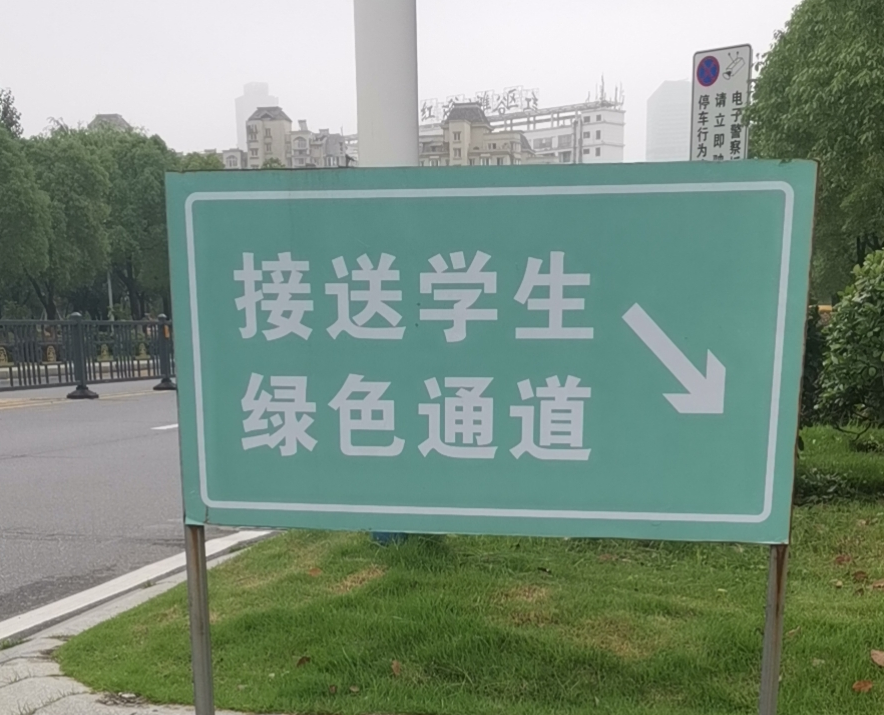 接送学生
绿色通道
电子警察
请立即
停车行为